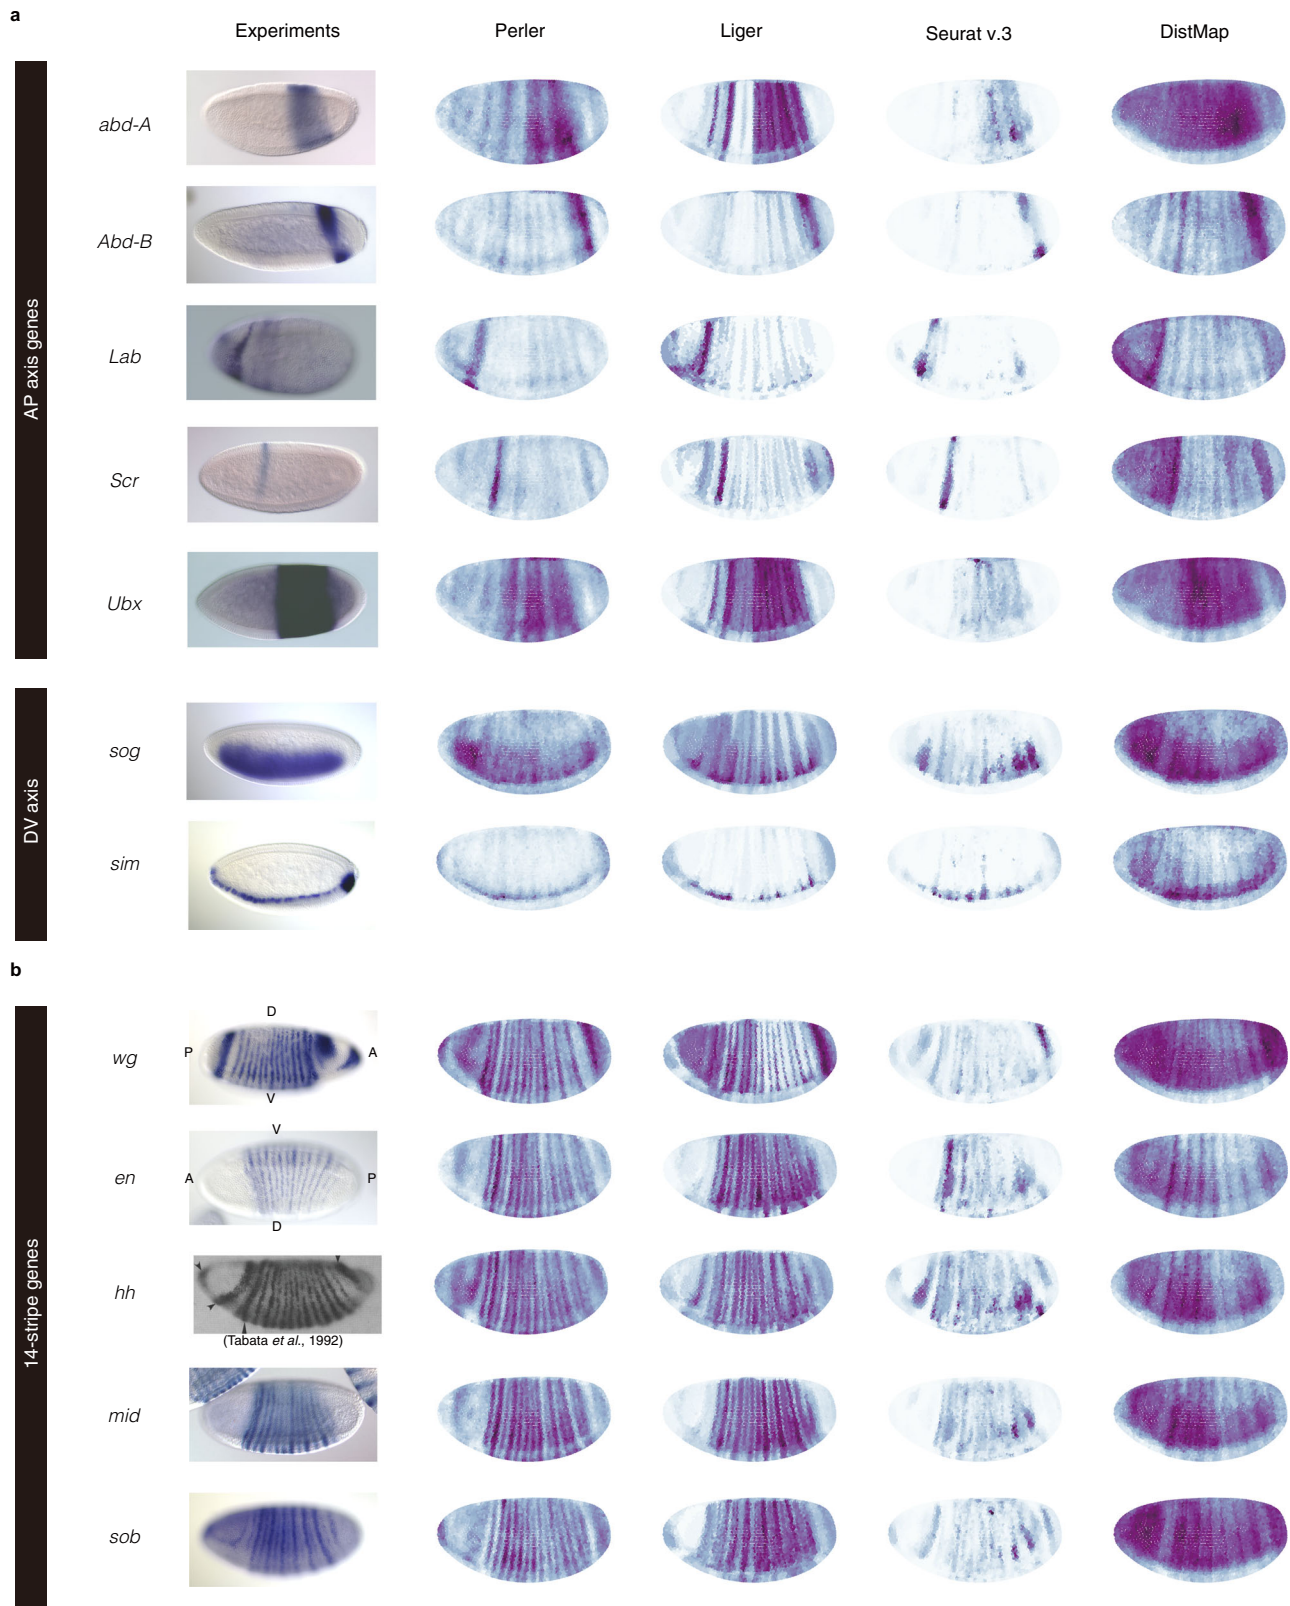 a
Experiments Perler Liger Seurat v.3 DistMap
AP axis genes
abd-A
Abd-B
Lab
Scr
Ubx
DV axis
sog
sim
b
14-stripe genes
D
wg P A
V
V
en A P
D
hh
(Tabata et al., 1992)
mid
sob